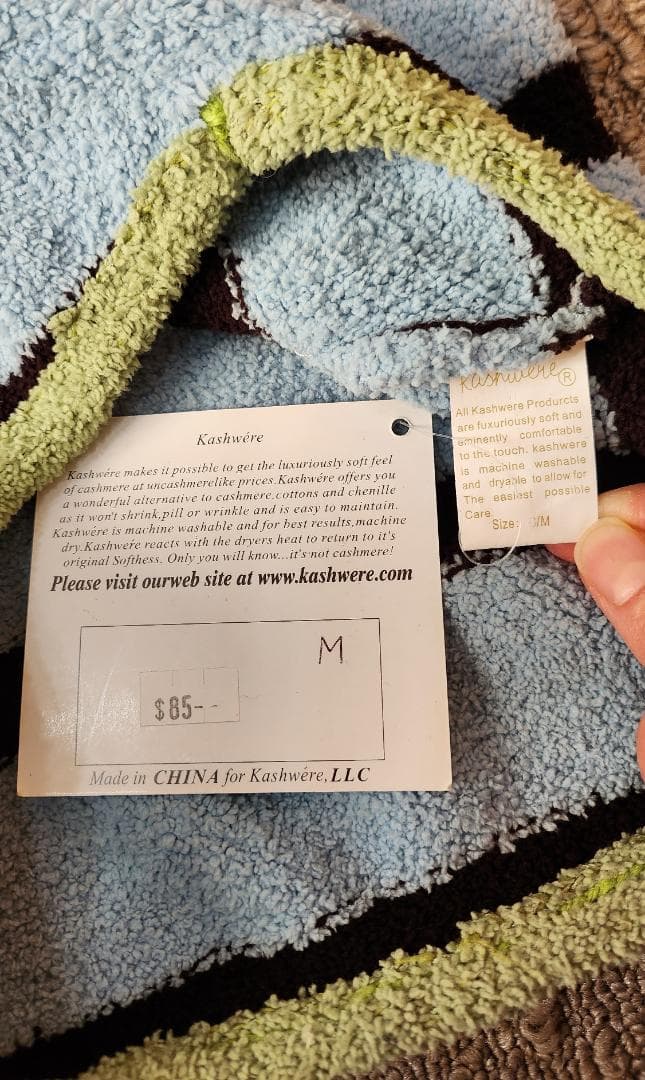 Kashwére
Kashwére makes it possible to get the luxuriously soft feel
of cashmere at uncashmerelike prices.Kashwére offers you
a wonderful alternative to cashmere,cottons and chenille
as it won't shrink,pill or wrinkle and is easy to maintain.
Kashwére is machine washable and for best results,machine
dry.Kashwere reacts with the dryers heat to return to it's
original Softhess. Only you will know...it's not cashmere!
Please visit ourweb site at www.kashwere.com
M
$85--
Made in CHINA for Kashwére,LLC
Kashwere®
All Kashwere Produrcts
are fuxuriously soft and
eminently comfortable
to the touch. kashwere
is machine washable
and dryable to allow for
The easiest possible
Care.
Size: /M